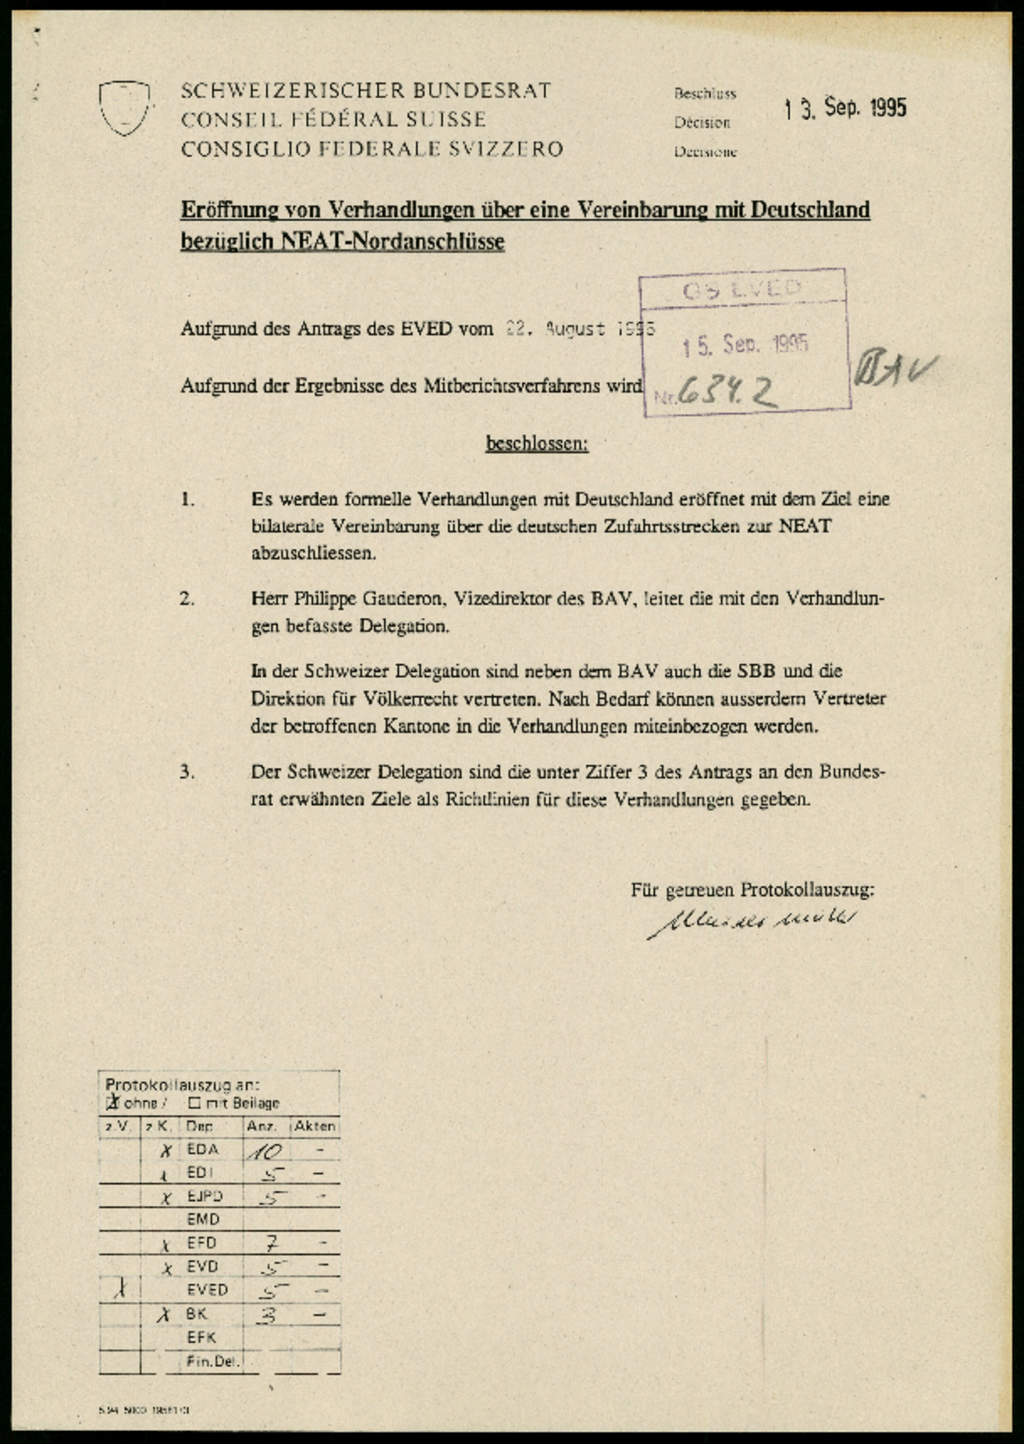 SCHWEIZERISCHER BUNDESRAT
CONSEIL FÉDÉRAL SUISSE
CONSIGLIO FEDERALE SVIZZERO
Beschluss
Décision
Decisione
13. Sep. 1995
Eröffnung von Verhandlungen über eine Vereinbarung mit Deutschland
bezüglich NEAT-Nordanschlüsse
GS EVED
15. Sep. 1995
Nr. 634.2
BAV
Aufgrund des Antrags des EVED vom 22. August 1995
Aufgrund der Ergebnisse des Mitberichtsverfahrens wird
beschlossen:
1. Es werden formelle Verhandlungen mit Deutschland eröffnet mit dem Ziel eine
bilaterale Vereinbarung über die deutschen Zufahrtsstrecken zur NEAT
abzuschliessen.
2. Herr Philippe Gauderon, Vizedirektor des BAV, leitet die mit den Verhandlun-
gen befasste Delegation.
In der Schweizer Delegation sind neben dem BAV auch die SBB und die
Direktion für Völkerrecht vertreten. Nach Bedarf können ausserdem Vertreter
der betroffenen Kantone in die Verhandlungen miteinbezogen werden.
3. Der Schweizer Delegation sind die unter Ziffer 3 des Antrags an den Bundes-
rat erwähnten Ziele als Richtlinien für diese Verhandlungen gegeben.
Für getreuen Protokollauszug:
Protokollauszug an:
☒ ohne / ☐ mit Beilage
z.V. z.K. Dep. Anz. Akten
X EDA 10 -
x EDI 5 -
X EJPD 5 -
EMD
X EFD 7 -
X EVD 5 -
X EVED 5 -
X BK 3 -
EFK
Fin.Del.